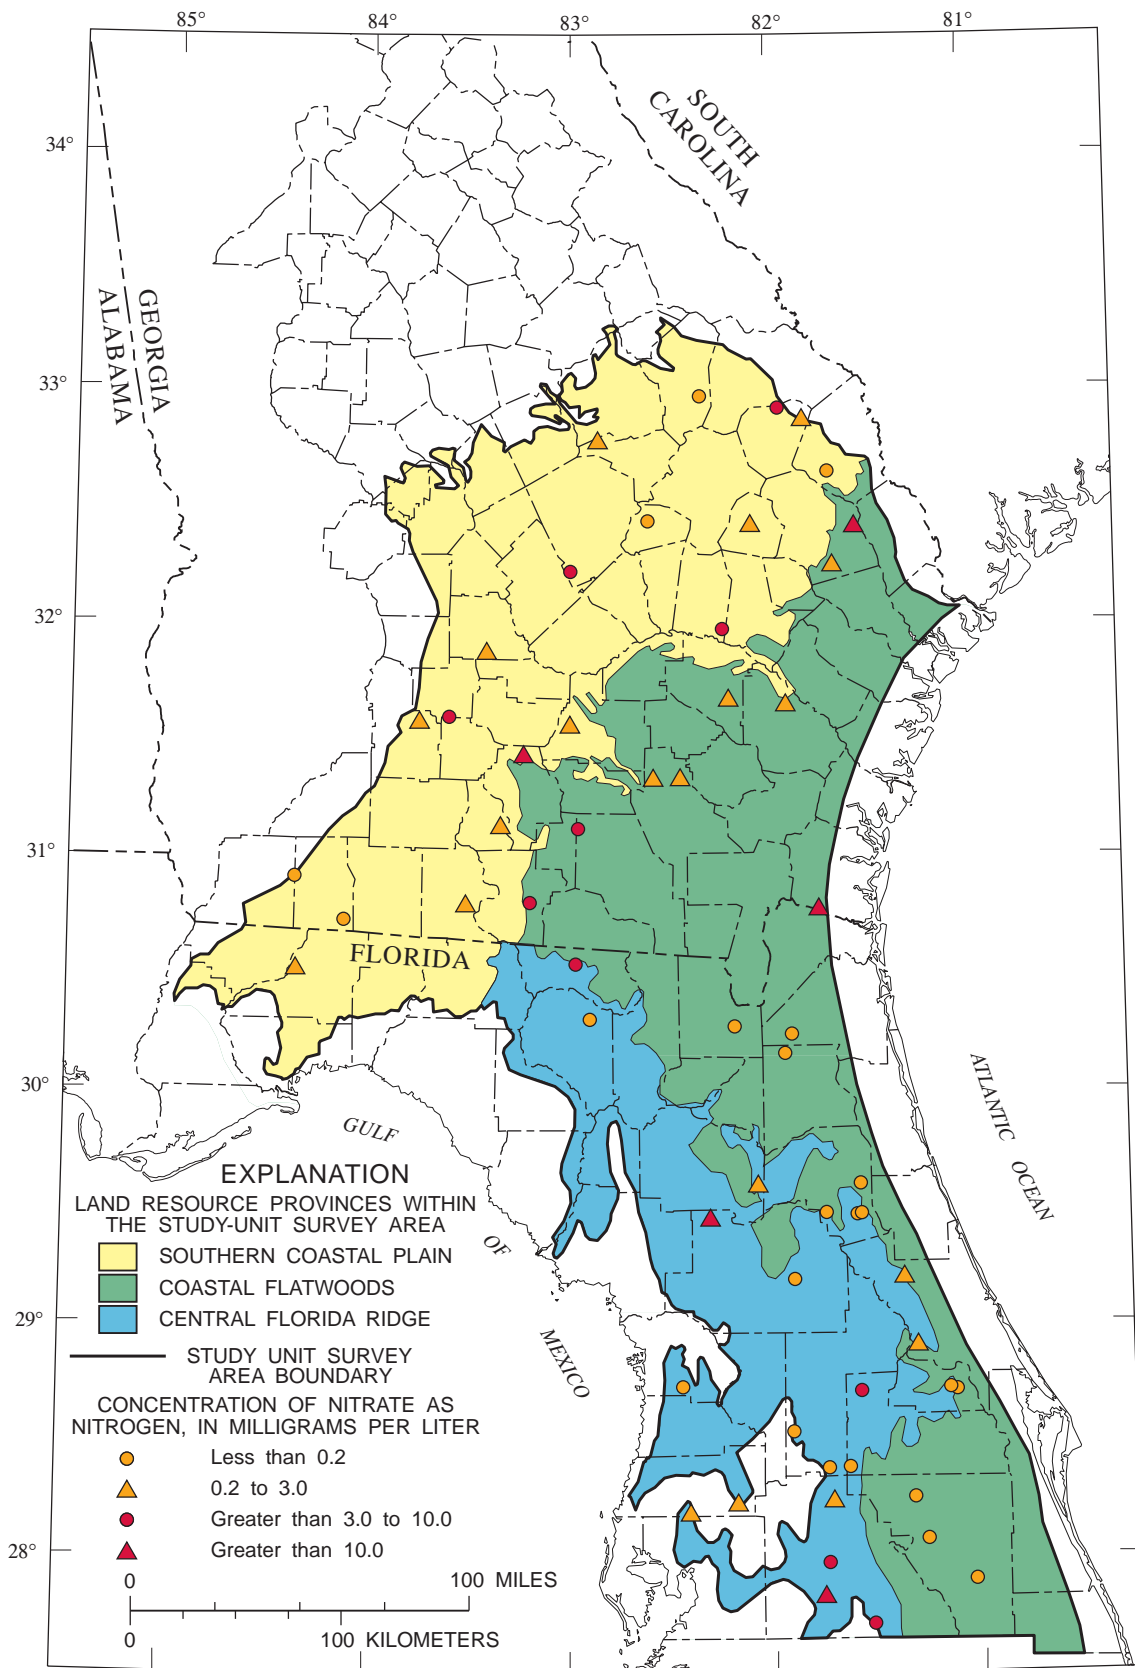 85°
84°
83°
82°
81°
34°
33°
32°
31°
30°
29°
28°
SOUTH
CAROLINA
GEORGIA
ALABAMA
FLORIDA
GULF
OF
MEXICO
ATLANTIC
OCEAN
EXPLANATION
LAND RESOURCE PROVINCES WITHIN
THE STUDY-UNIT SURVEY AREA
SOUTHERN COASTAL PLAIN
COASTAL FLATWOODS
CENTRAL FLORIDA RIDGE
STUDY UNIT SURVEY
AREA BOUNDARY
CONCENTRATION OF NITRATE AS
NITROGEN, IN MILLIGRAMS PER LITER
Less than 0.2
0.2 to 3.0
Greater than 3.0 to 10.0
Greater than 10.0
0 100 MILES
0 100 KILOMETERS